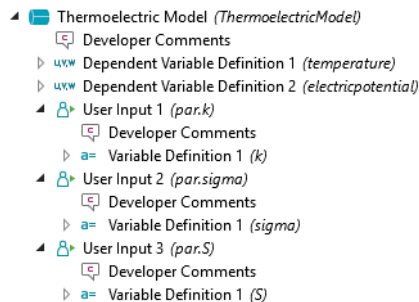 Thermoelectric Model (ThermoelectricModel)
c Developer Comments
u,v,w Dependent Variable Definition 1 (temperature)
u,v,w Dependent Variable Definition 2 (electricpotential)
User Input 1 (par.k)
c Developer Comments
a= Variable Definition 1 (k)
User Input 2 (par.sigma)
c Developer Comments
a= Variable Definition 1 (sigma)
User Input 3 (par.S)
c Developer Comments
a= Variable Definition 1 (S)